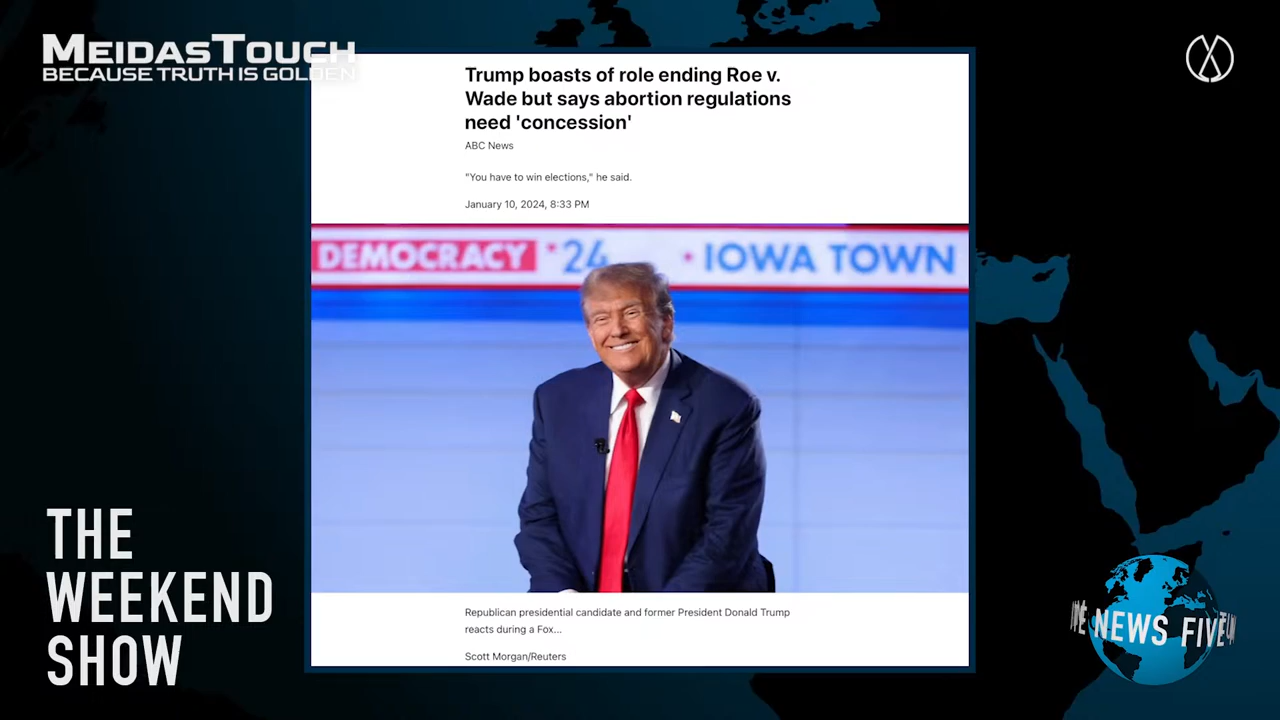 MEIDASTOUCH
BECAUSE TRUTH IS GOLDEN
Trump boasts of role ending Roe v.
Wade but says abortion regulations
need 'concession'
ABC News
"You have to win elections," he said.
January 10, 2024, 8:33 PM
DEMOCRACY *24 • IOWA TOWN
Republican presidential candidate and former President Donald Trump
reacts during a Fox...
Scott Morgan/Reuters
THE
WEEKEND
SHOW
NEWS FIVE